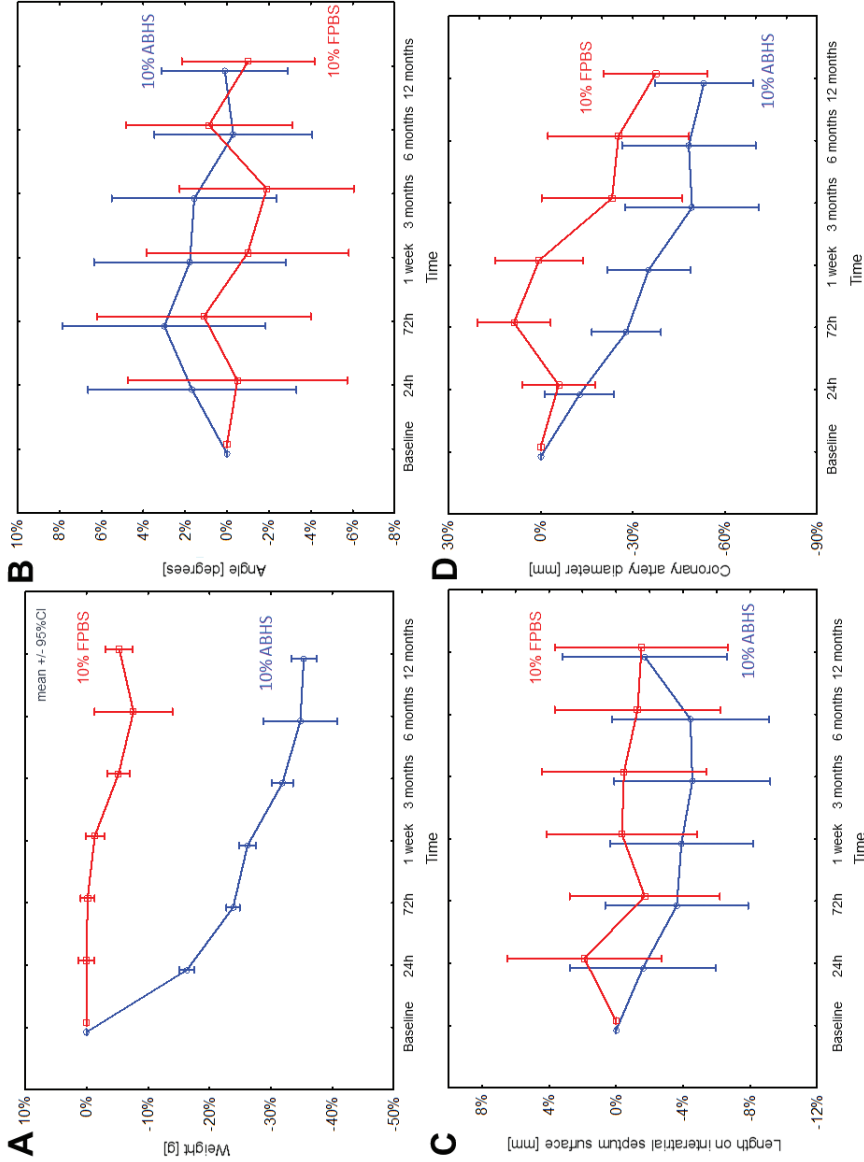 A
mean +/- 95%CI
10% FPBS
10% ABHS
10%
0%
-10%
-20%
-30%
-40%
-50%
Weight [g]
Baseline 24h 72h 1 week 3 months 6 months 12 months
Time
B
10% ABHS
10% FPBS
10%
8%
6%
4%
2%
0%
-2%
-4%
-6%
-8%
Angle [degrees]
Baseline 24h 72h 1 week 3 months 6 months 12 months
Time
C
10% FPBS
10% ABHS
8%
4%
0%
-4%
-8%
-12%
Length on interatrial septum surface [mm]
Baseline 24h 72h 1 week 3 months 6 months 12 months
Time
D
10% FPBS
10% ABHS
30%
0%
-30%
-60%
-90%
Coronary artery diameter [mm]
Baseline 24h 72h 1 week 3 months 6 months 12 months
Time